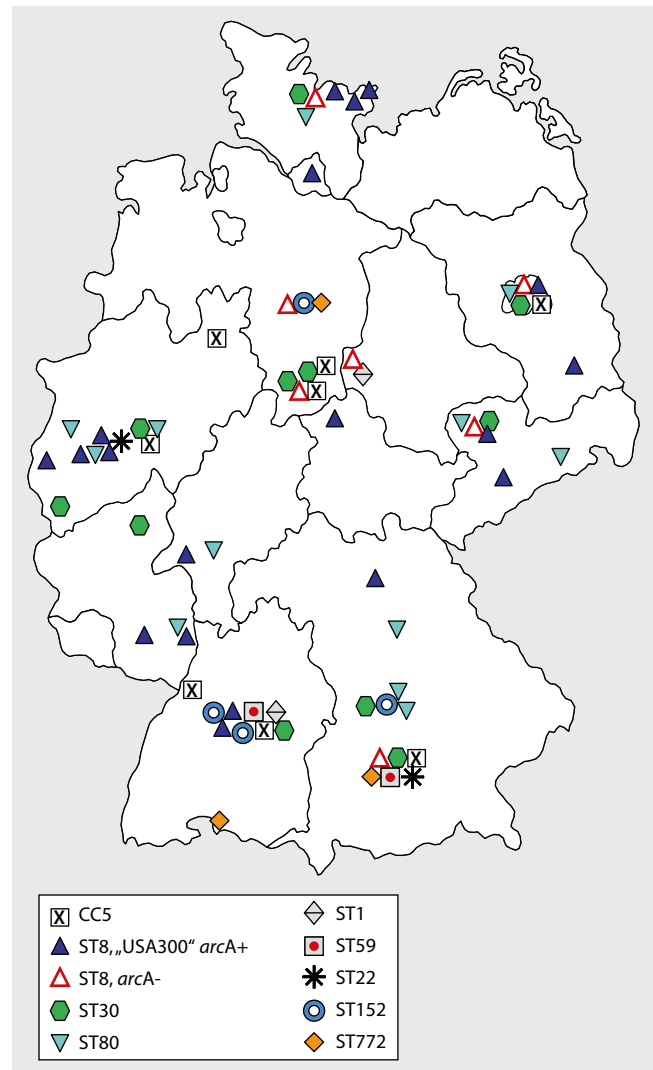 CC5
ST8, „USA300“ arcA+
ST8, arcA-
ST30
ST80
ST1
ST59
ST22
ST152
ST772